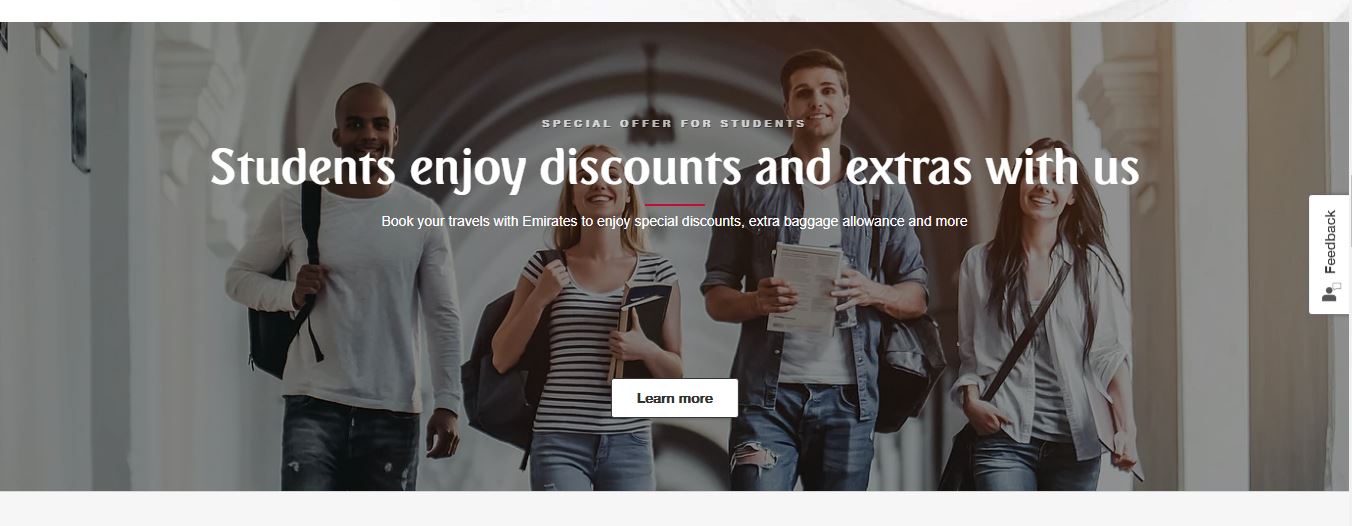 SPECIAL OFFER FOR STUDENTS
Students enjoy discounts and extras with us
Book your travels with Emirates to enjoy special discounts, extra baggage allowance and more
Learn more
Feedback